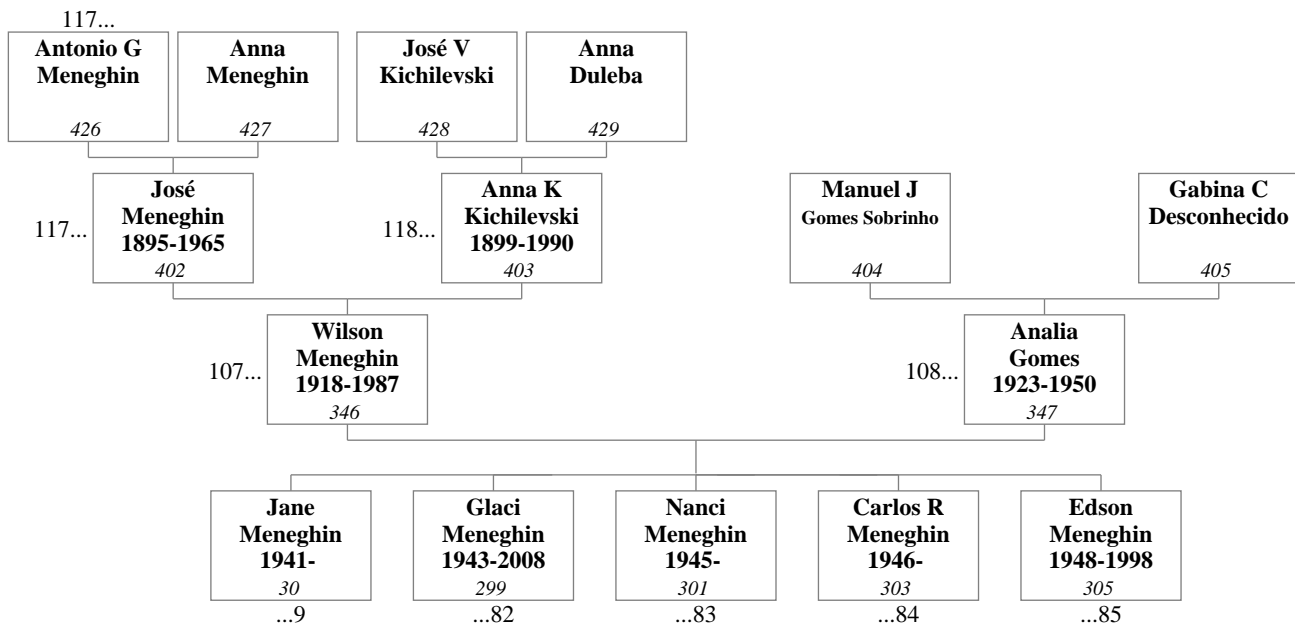 117...
Antonio G
Meneghin
426
Anna
Meneghin
427
José V
Kichilevski
428
Anna
Duleba
429
117...
José
Meneghin
1895-1965
402
118...
Anna K
Kichilevski
1899-1990
403
Manuel J
Gomes Sobrinho
404
Gabina C
Desconhecido
405
107...
Wilson
Meneghin
1918-1987
346
108...
Analia
Gomes
1923-1950
347
Jane
Meneghin
1941-
30
...9
Glaci
Meneghin
1943-2008
299
...82
Nanci
Meneghin
1945-
301
...83
Carlos R
Meneghin
1946-
303
...84
Edson
Meneghin
1948-1998
305
...85